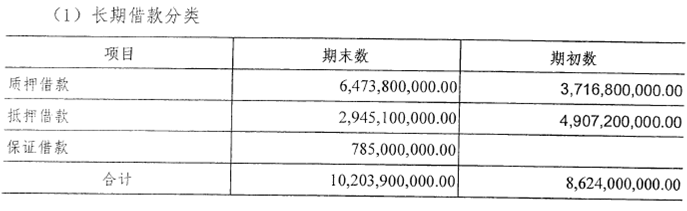 （1）长期借款分类
项目 期末数 期初数
质押借款 6,473,800,000.00 3,716,800,000.00
抵押借款 2,945,100,000.00 4,907,200,000.00
保证借款 785,000,000.00
合计 10,203,900,000.00 8,624,000,000.00